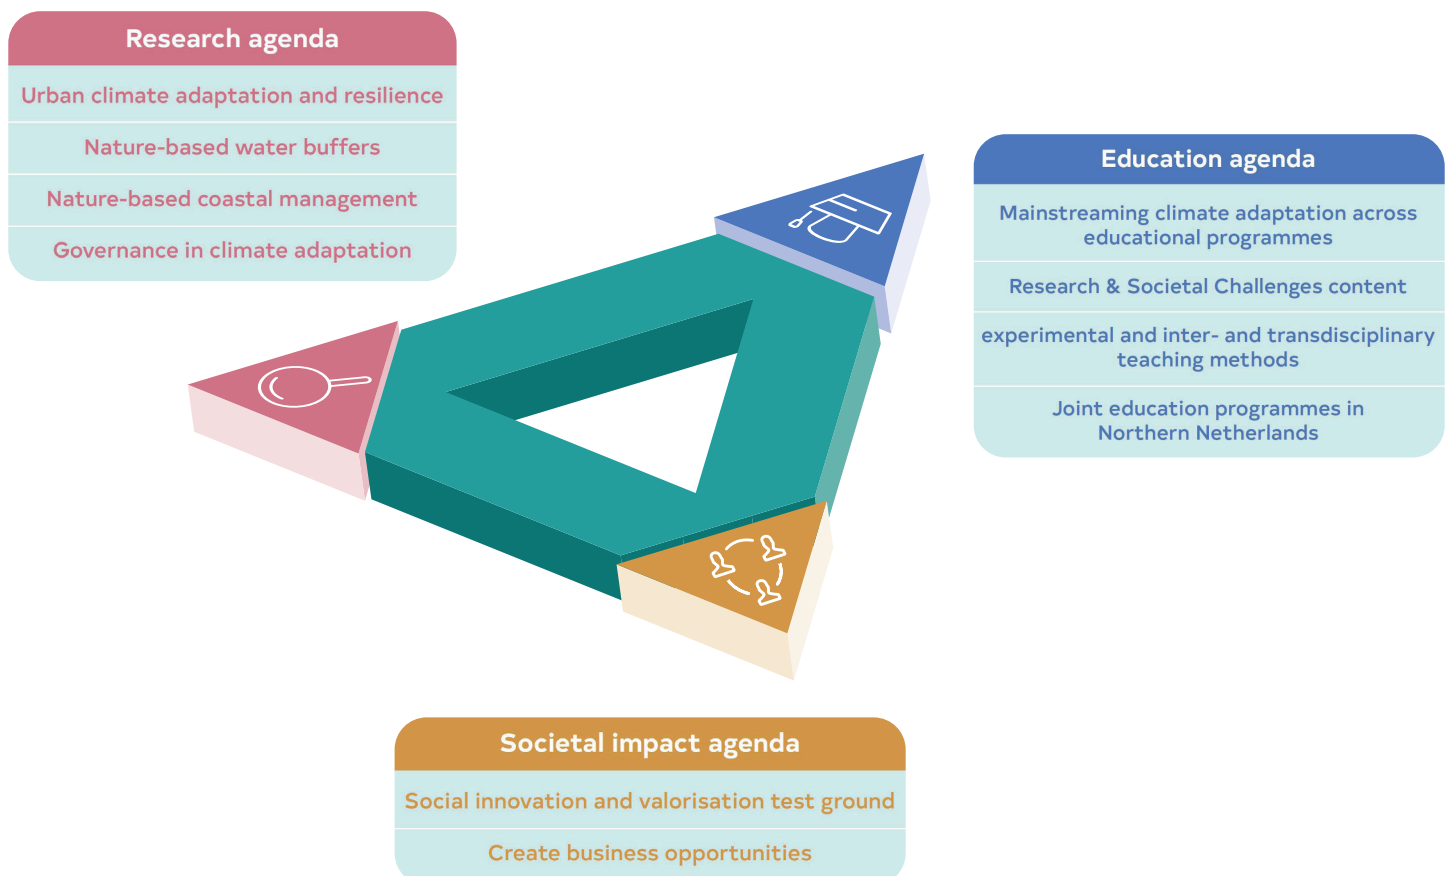 Research agenda
Urban climate adaptation and resilience
Nature-based water buffers
Nature-based coastal management
Governance in climate adaptation
Education agenda
Mainstreaming climate adaptation across
educational programmes
Research & Societal Challenges content
experimental and inter- and transdisciplinary
teaching methods
Joint education programmes in
Northern Netherlands
Societal impact agenda
Social innovation and valorisation test ground
Create business opportunities